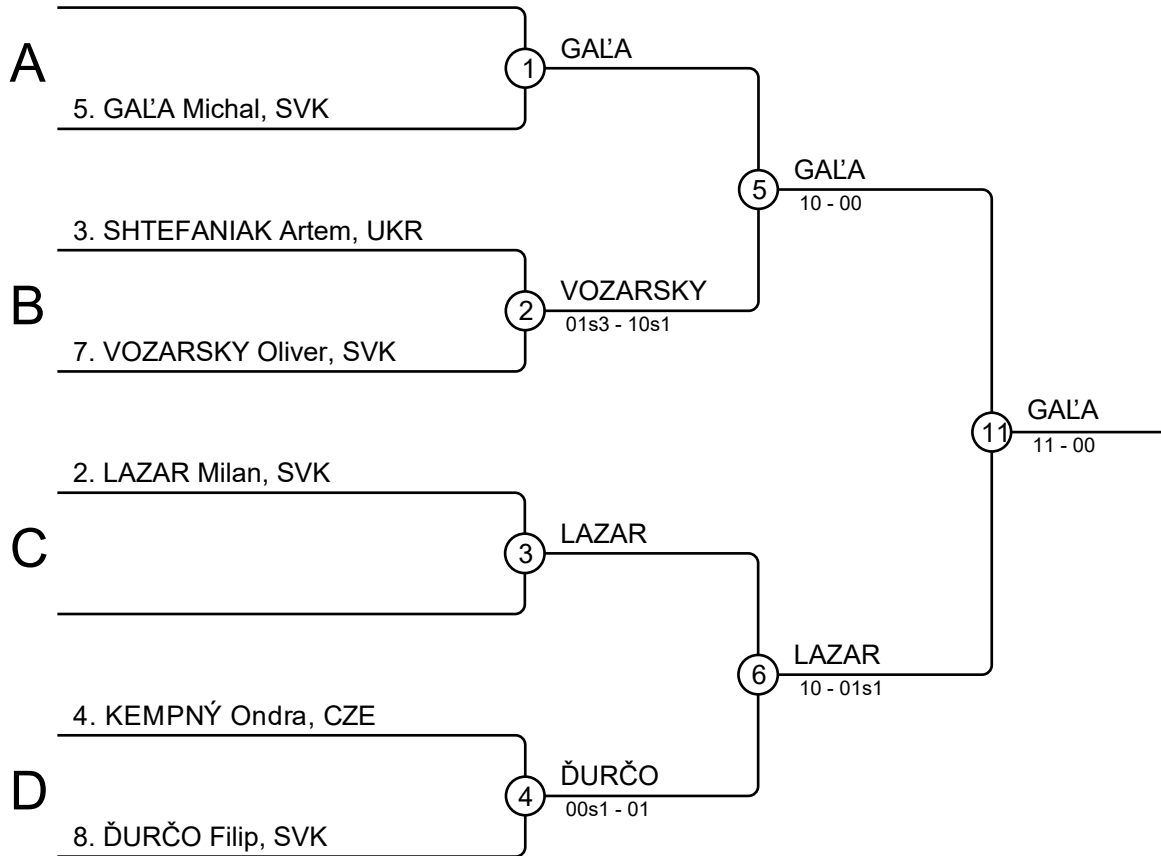 A
1
GAĽA
5. GAĽA Michal, SVK
5
GAĽA
10 - 00
3. SHTEFANIAK Artem, UKR
B
2
VOZARSKY
01s3 - 10s1
7. VOZARSKY Oliver, SVK
11
GAĽA
11 - 00
2. LAZAR Milan, SVK
C
3
LAZAR
6
LAZAR
10 - 01s1
4. KEMPNÝ Ondra, CZE
D
4
ĎURČO
00s1 - 01
8. ĎURČO Filip, SVK